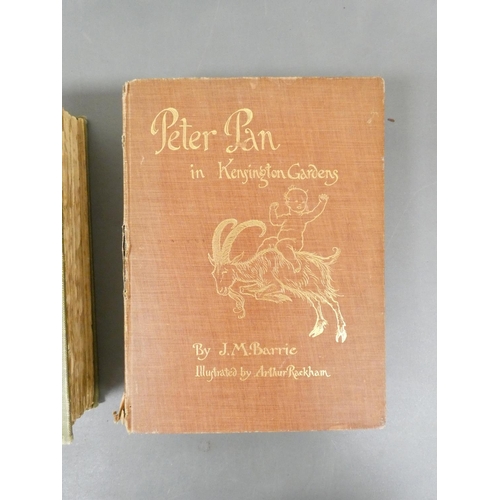 Peter Pan
in Kensington Gardens
By J. M. Barrie
Illustrated by Arthur Rackham